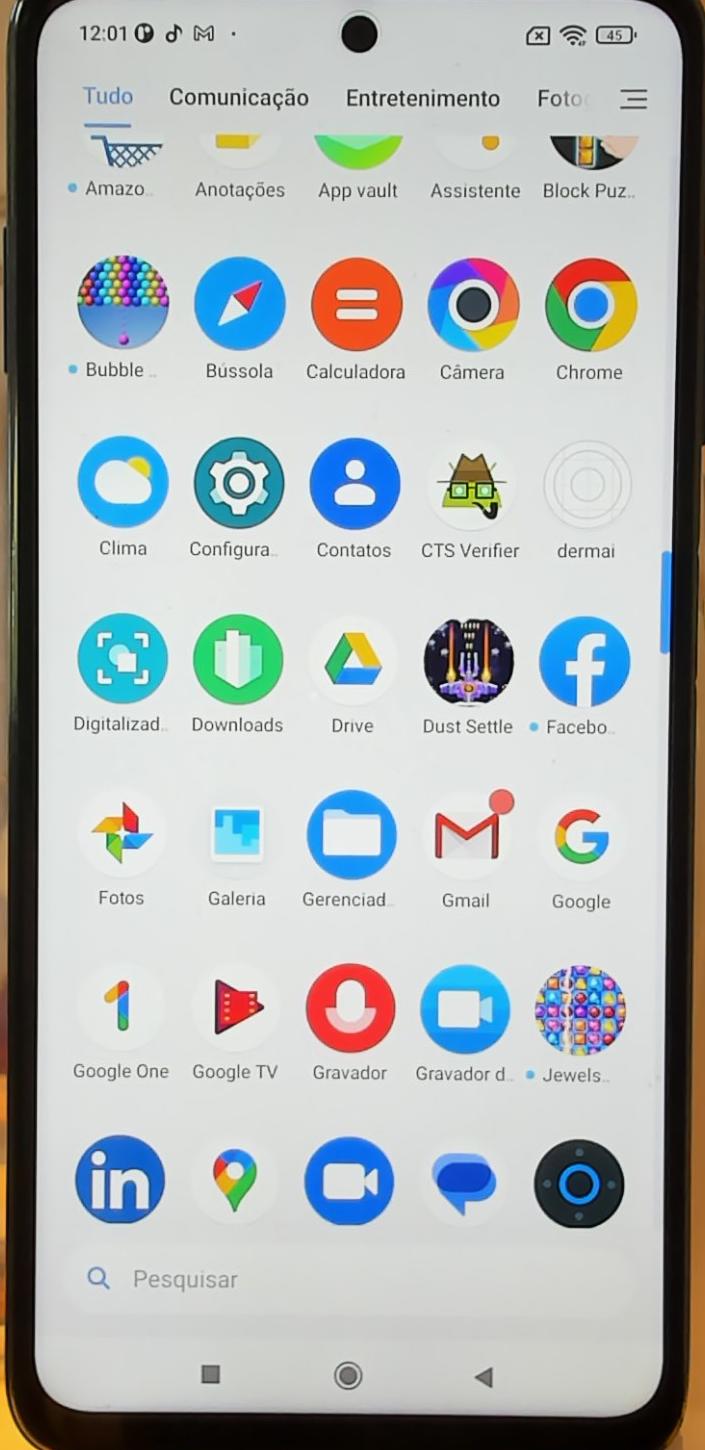 12:01
45
Tudo Comunicação Entretenimento Foto
Amazo.. Anotações App vault Assistente Block Puz..
Bubble .. Bússola Calculadora Câmera Chrome
Clima Configura.. Contatos CTS Verifier dermai
Digitalizad.. Downloads Drive Dust Settle Facebo..
Fotos Galeria Gerenciad.. Gmail Google
Google One Google TV Gravador Gravador d.. Jewels..
in
Pesquisar